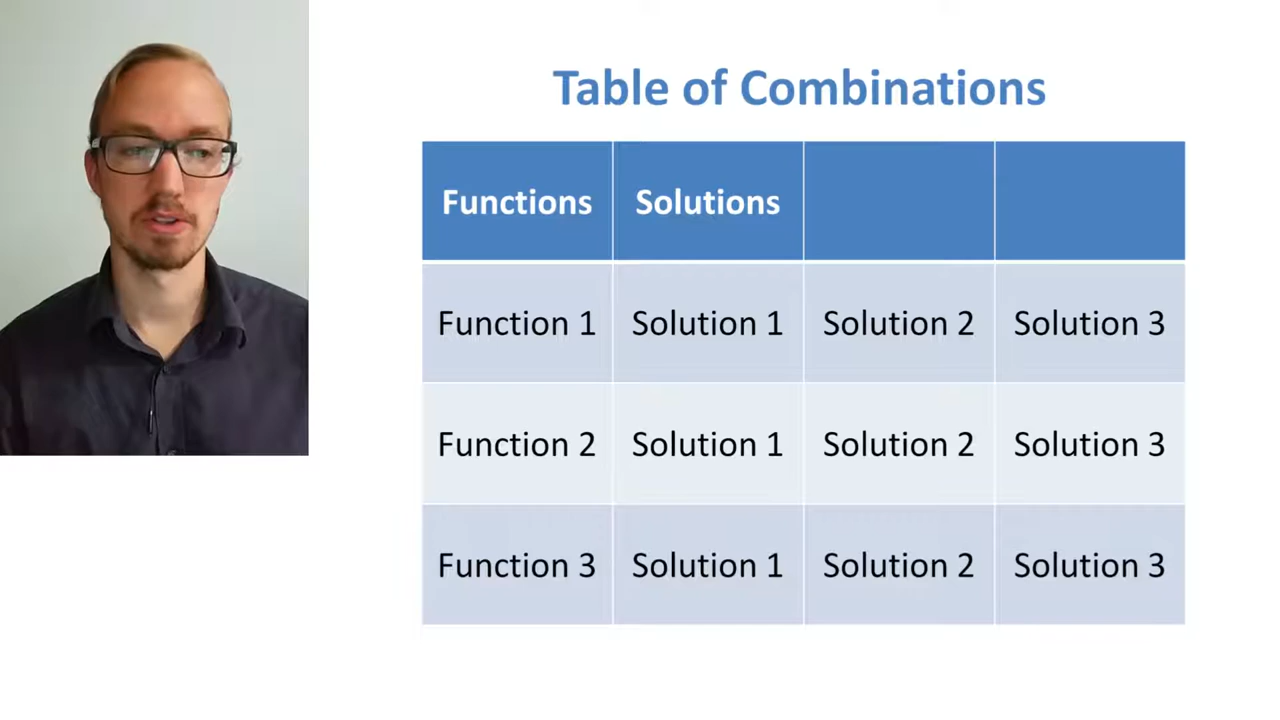 Table of Combinations
Functions Solutions
Function 1 Solution 1 Solution 2 Solution 3
Function 2 Solution 1 Solution 2 Solution 3
Function 3 Solution 1 Solution 2 Solution 3